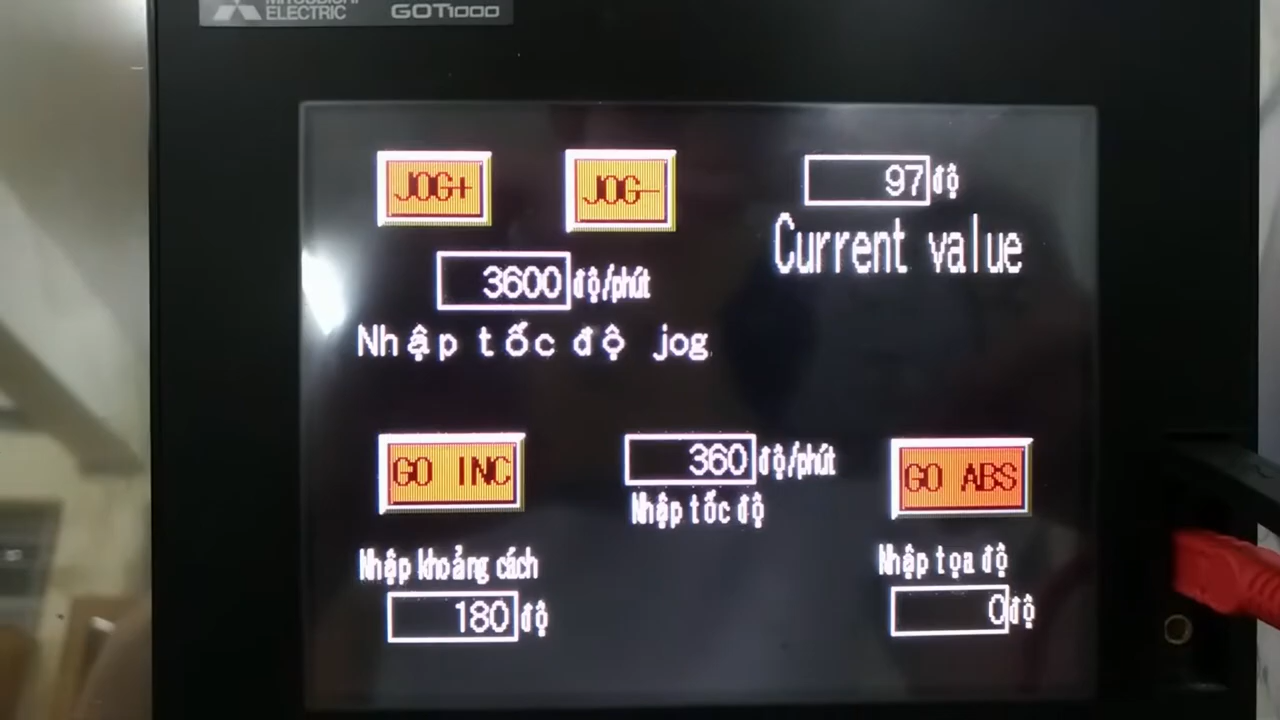 MITSUBISHI
ELECTRIC
GOT1000
JOG+
JOG-
97 độ
Current value
3600 độ/phút
Nhập tốc độ jog
GO INC
360 độ/phút
GO ABS
Nhập tốc độ
Nhập khoảng cách
Nhập tọa độ
180 độ
0 độ